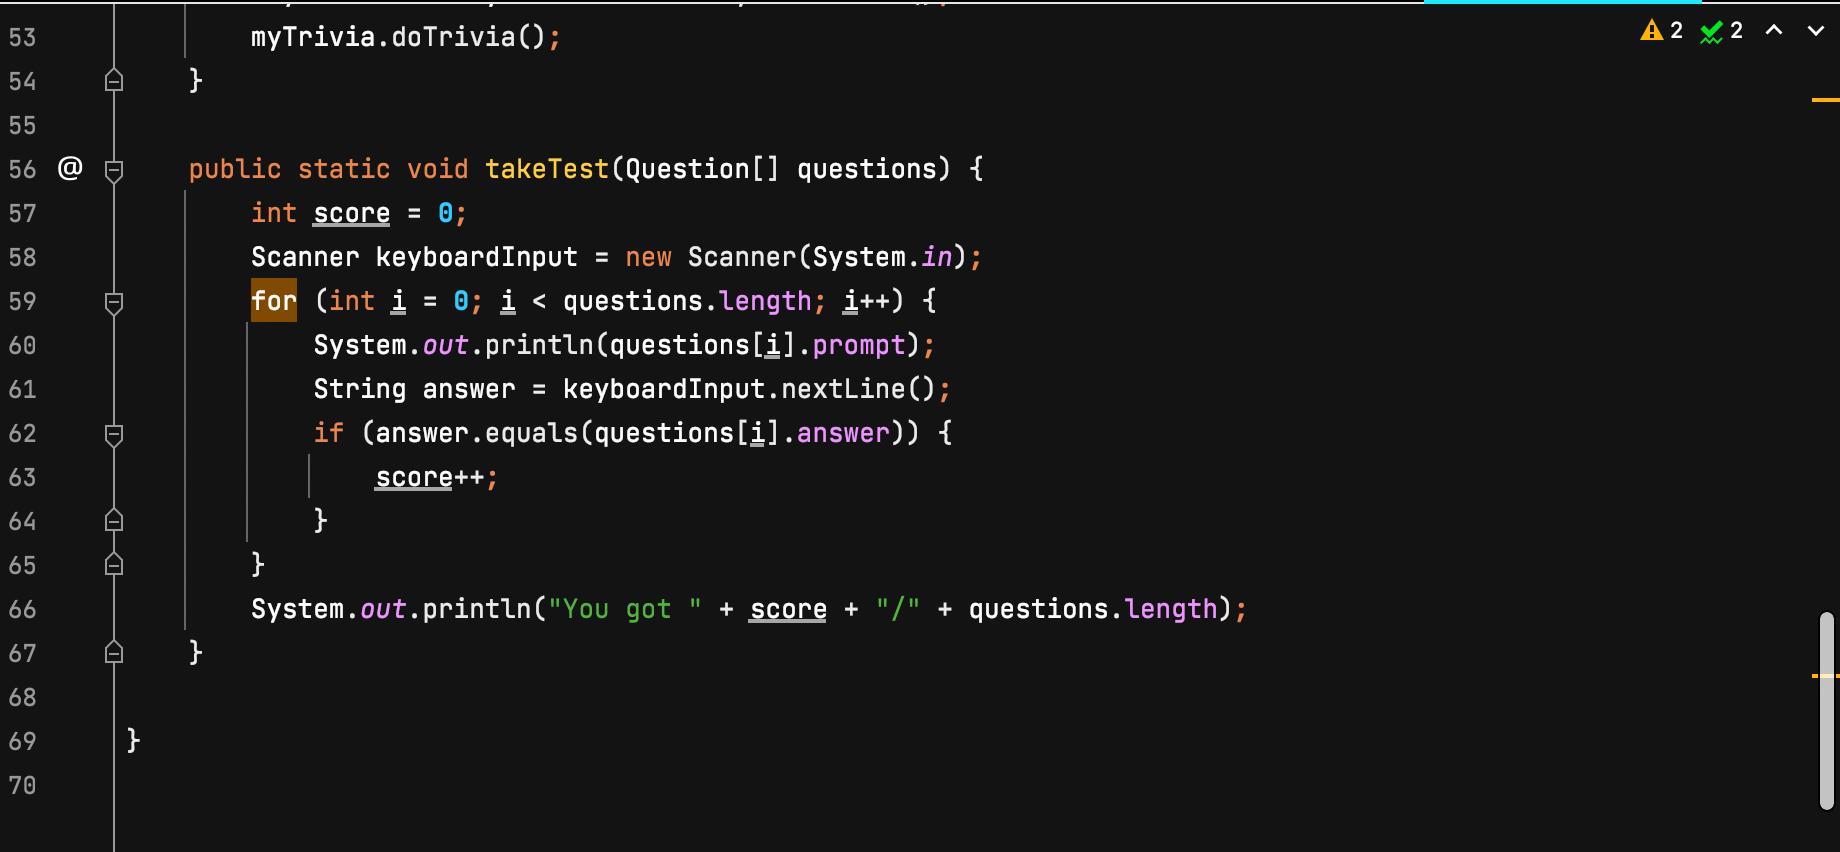 53 myTrivia.doTrivia();
2 2
54 }
55
56 @ public static void takeTest(Question[] questions) {
57 int score = 0;
58 Scanner keyboardInput = new Scanner(System.in);
59 for (int i = 0; i < questions.length; i++) {
60 System.out.println(questions[i].prompt);
61 String answer = keyboardInput.nextLine();
62 if (answer.equals(questions[i].answer)) {
63 score++;
64 }
65 }
66 System.out.println("You got " + score + "/" + questions.length);
67 }
68
69 }
70